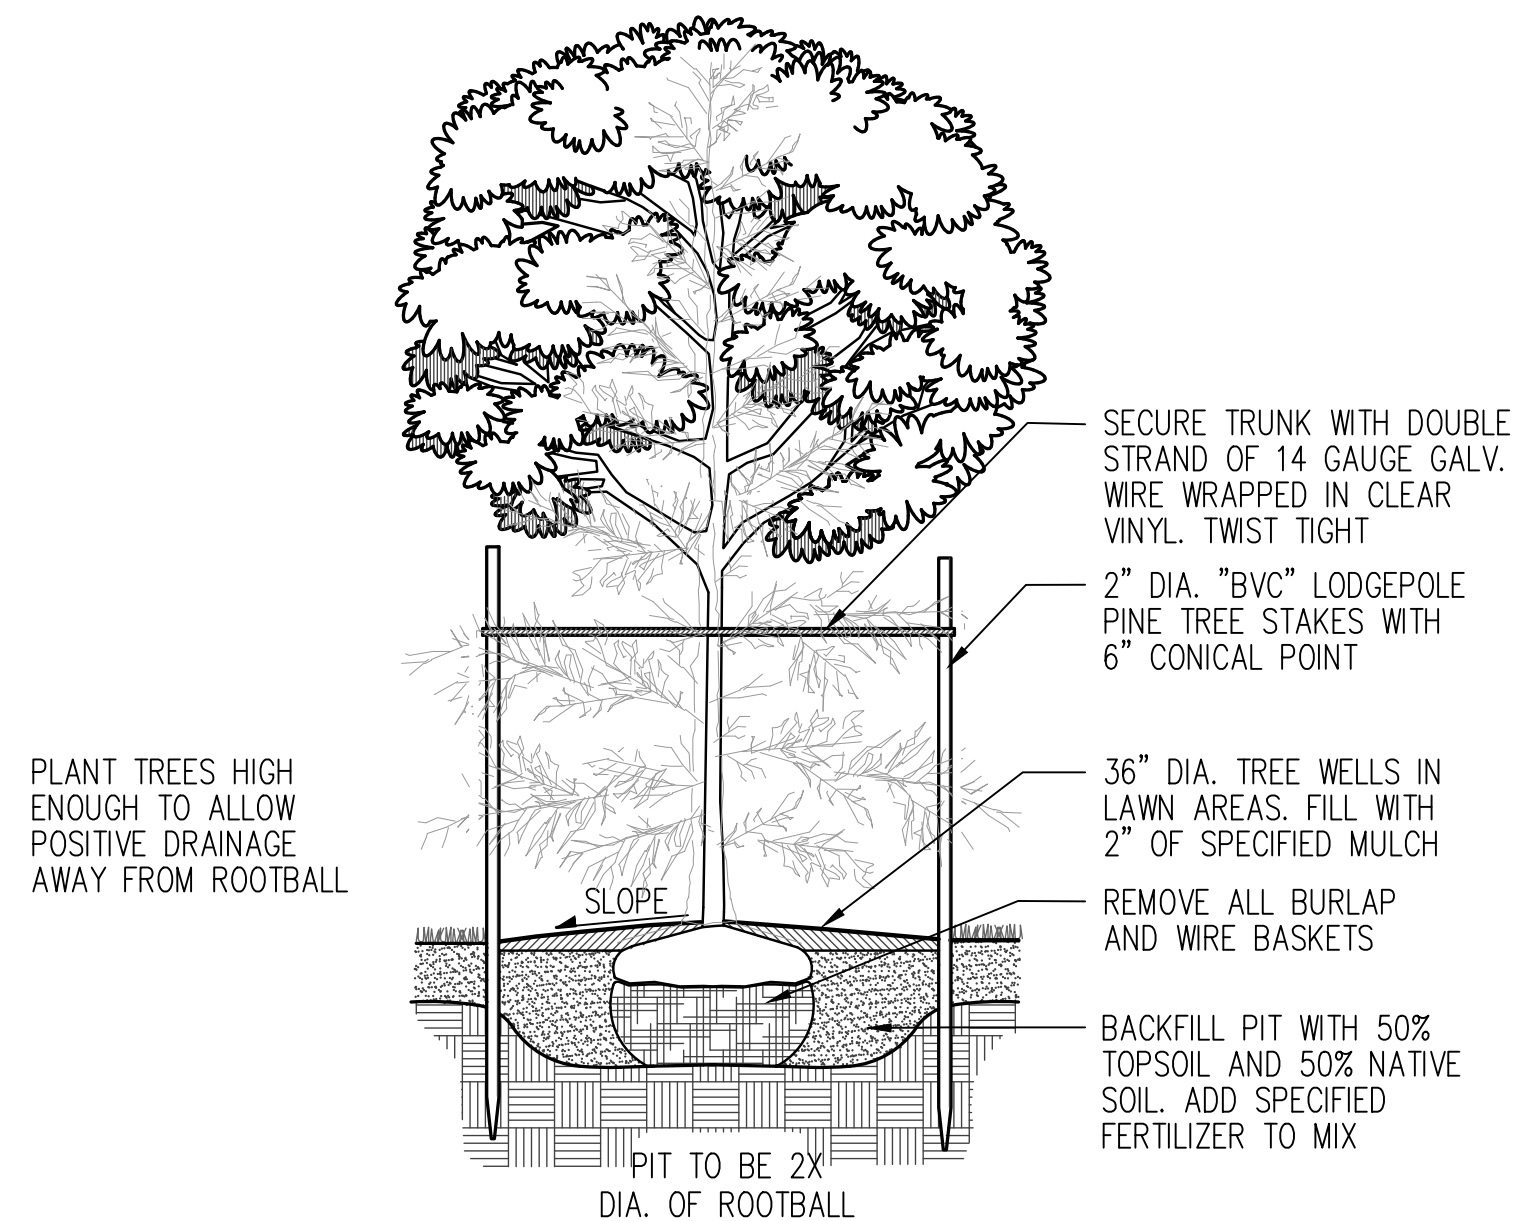 SECURE TRUNK WITH DOUBLE
STRAND OF 14 GAUGE GALV.
WIRE WRAPPED IN CLEAR
VINYL. TWIST TIGHT
2” DIA. ”BVC” LODGEPOLE
PINE TREE STAKES WITH
6” CONICAL POINT
PLANT TREES HIGH
ENOUGH TO ALLOW
POSITIVE DRAINAGE
AWAY FROM ROOTBALL
36” DIA. TREE WELLS IN
LAWN AREAS. FILL WITH
2” OF SPECIFIED MULCH
SLOPE
REMOVE ALL BURLAP
AND WIRE BASKETS
BACKFILL PIT WITH 50%
TOPSOIL AND 50% NATIVE
SOIL. ADD SPECIFIED
FERTILIZER TO MIX
PIT TO BE 2X
DIA. OF ROOTBALL